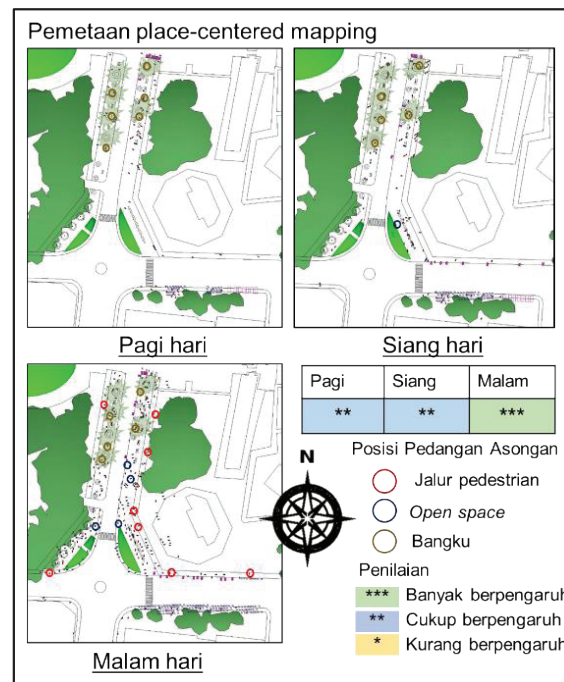 Pemetaan place-centered mapping
Pagi hari
Siang hari
Pagi Siang Malam
** ** ***
Posisi Pedangan Asongan
Jalur pedestrian
Open space
Bangku
N
Penilaian
*** Banyak berpengaruh
** Cukup berpengaruh
* Kurang berpengaruh
Malam hari